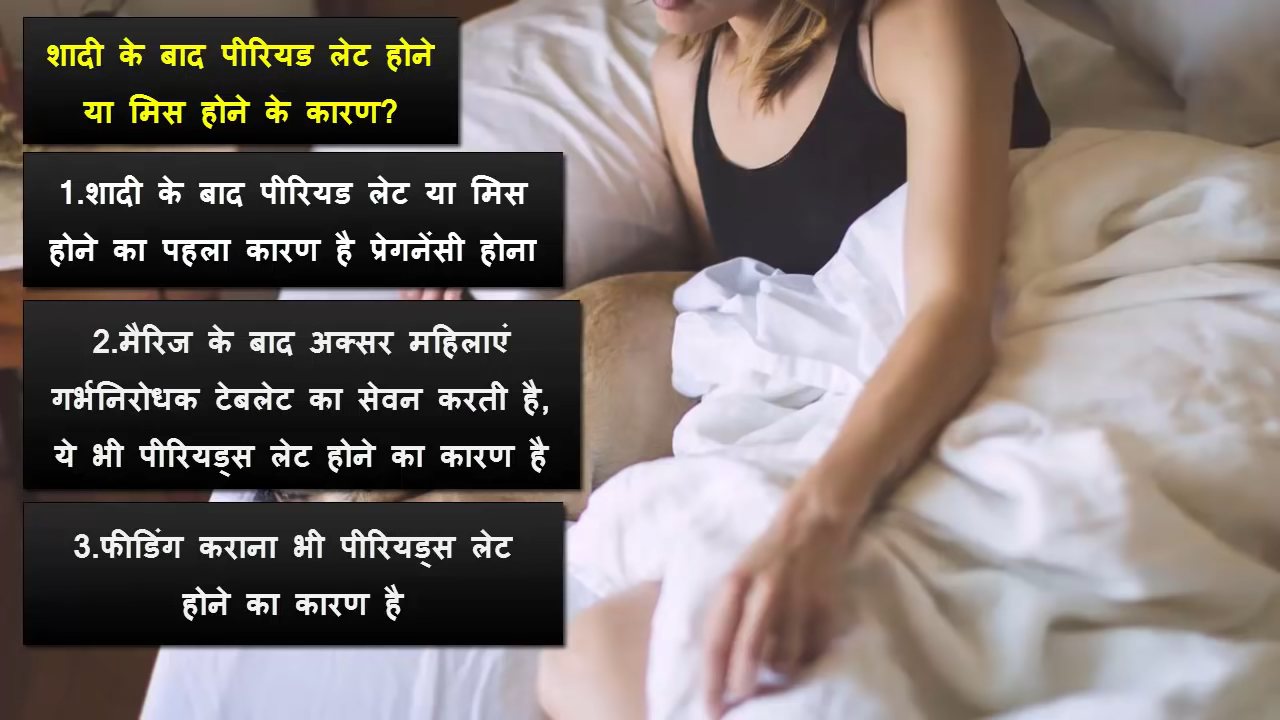 शादी के बाद पीरियड लेट होने
या मिस होने के कारण?
1.शादी के बाद पीरियड लेट या मिस
होने का पहला कारण है प्रेगनेंसी होना
2.मैरिज के बाद अक्सर महिलाएं
गर्भनिरोधक टेबलेट का सेवन करती है,
ये भी पीरियड्स लेट होने का कारण है
3.फीडिंग कराना भी पीरियड्स लेट
होने का कारण है